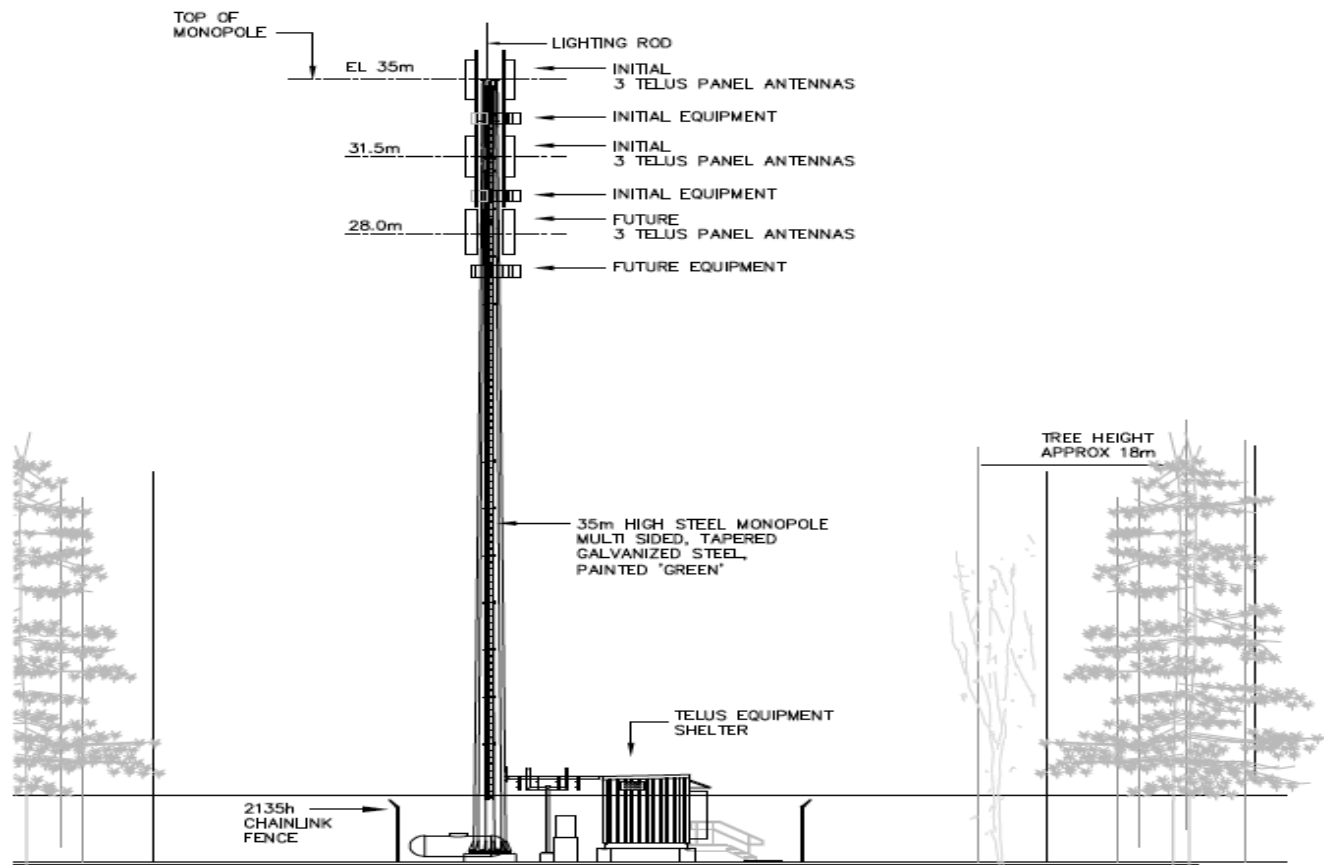 TOP OF
MONOPOLE
LIGHTING ROD
EL 35m
INITIAL
3 TELUS PANEL ANTENNAS
INITIAL EQUIPMENT
31.5m
INITIAL
3 TELUS PANEL ANTENNAS
INITIAL EQUIPMENT
28.0m
FUTURE
3 TELUS PANEL ANTENNAS
FUTURE EQUIPMENT
TREE HEIGHT
APPROX 18m
35m HIGH STEEL MONOPOLE
MULTI SIDED, TAPERED
GALVANIZED STEEL,
PAINTED 'GREEN'
TELUS EQUIPMENT
SHELTER
2135h
CHAINLINK
FENCE